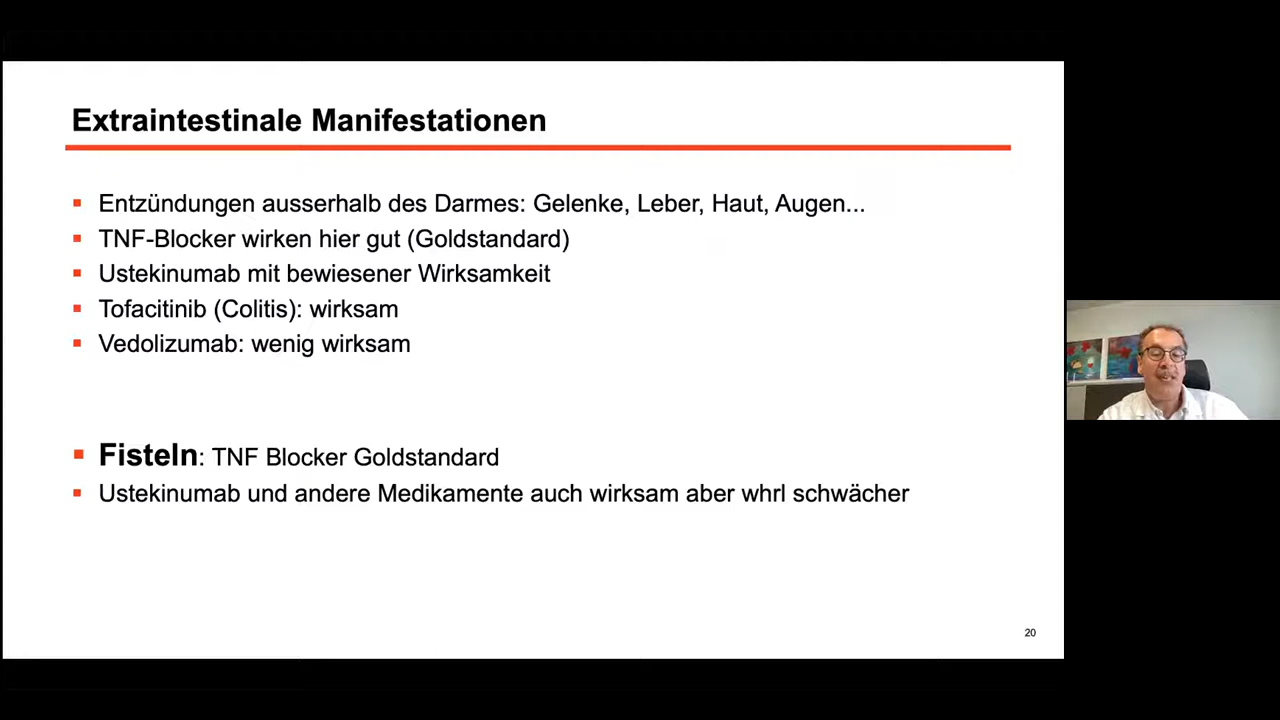 Extraintestinale Manifestationen
Entzündungen ausserhalb des Darmes: Gelenke, Leber, Haut, Augen...
TNF-Blocker wirken hier gut (Goldstandard)
Ustekinumab mit bewiesener Wirksamkeit
Tofacitinib (Colitis): wirksam
Vedolizumab: wenig wirksam
Fisteln: TNF Blocker Goldstandard
Ustekinumab und andere Medikamente auch wirksam aber whrl schwächer
20